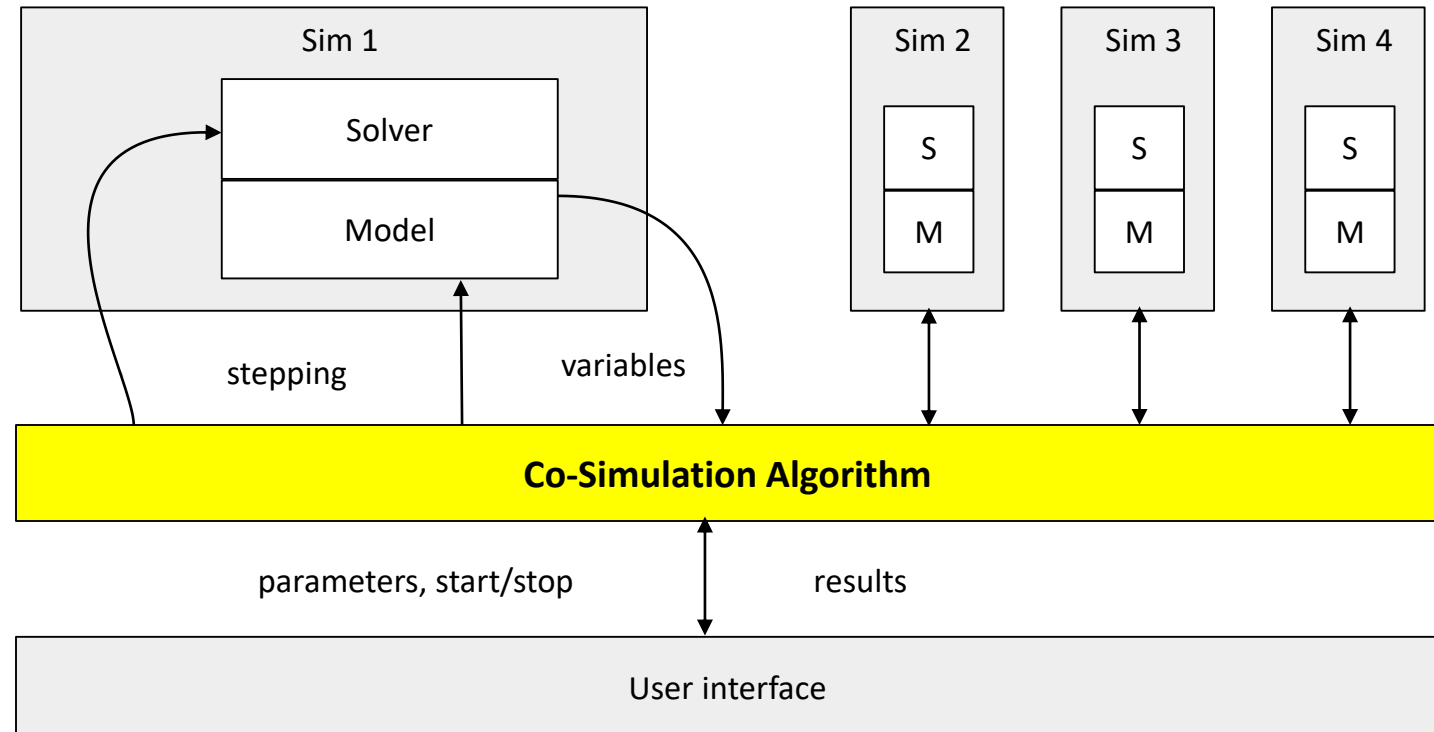 Sim 1
Solver
Model
Sim 2
S
M
Sim 3
S
M
Sim 4
S
M
stepping
variables
Co-Simulation Algorithm
parameters, start/stop
results
User interface